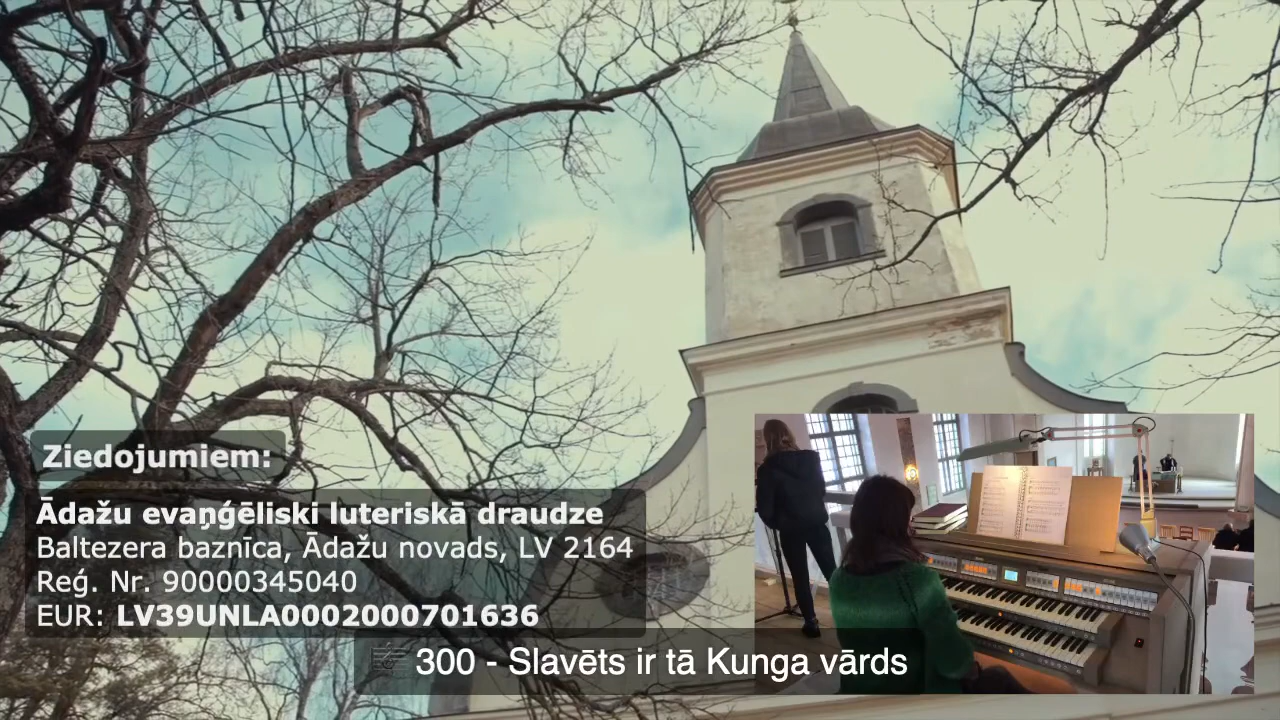 Ziedojumiem:
Ādažu evaņģēliski luteriskā draudze
Baltezera baznīca, Ādažu novads, LV 2164
Reģ. Nr. 90000345040
EUR: LV39UNLA0002000701636
300 - Slavēts ir tā Kunga vārds